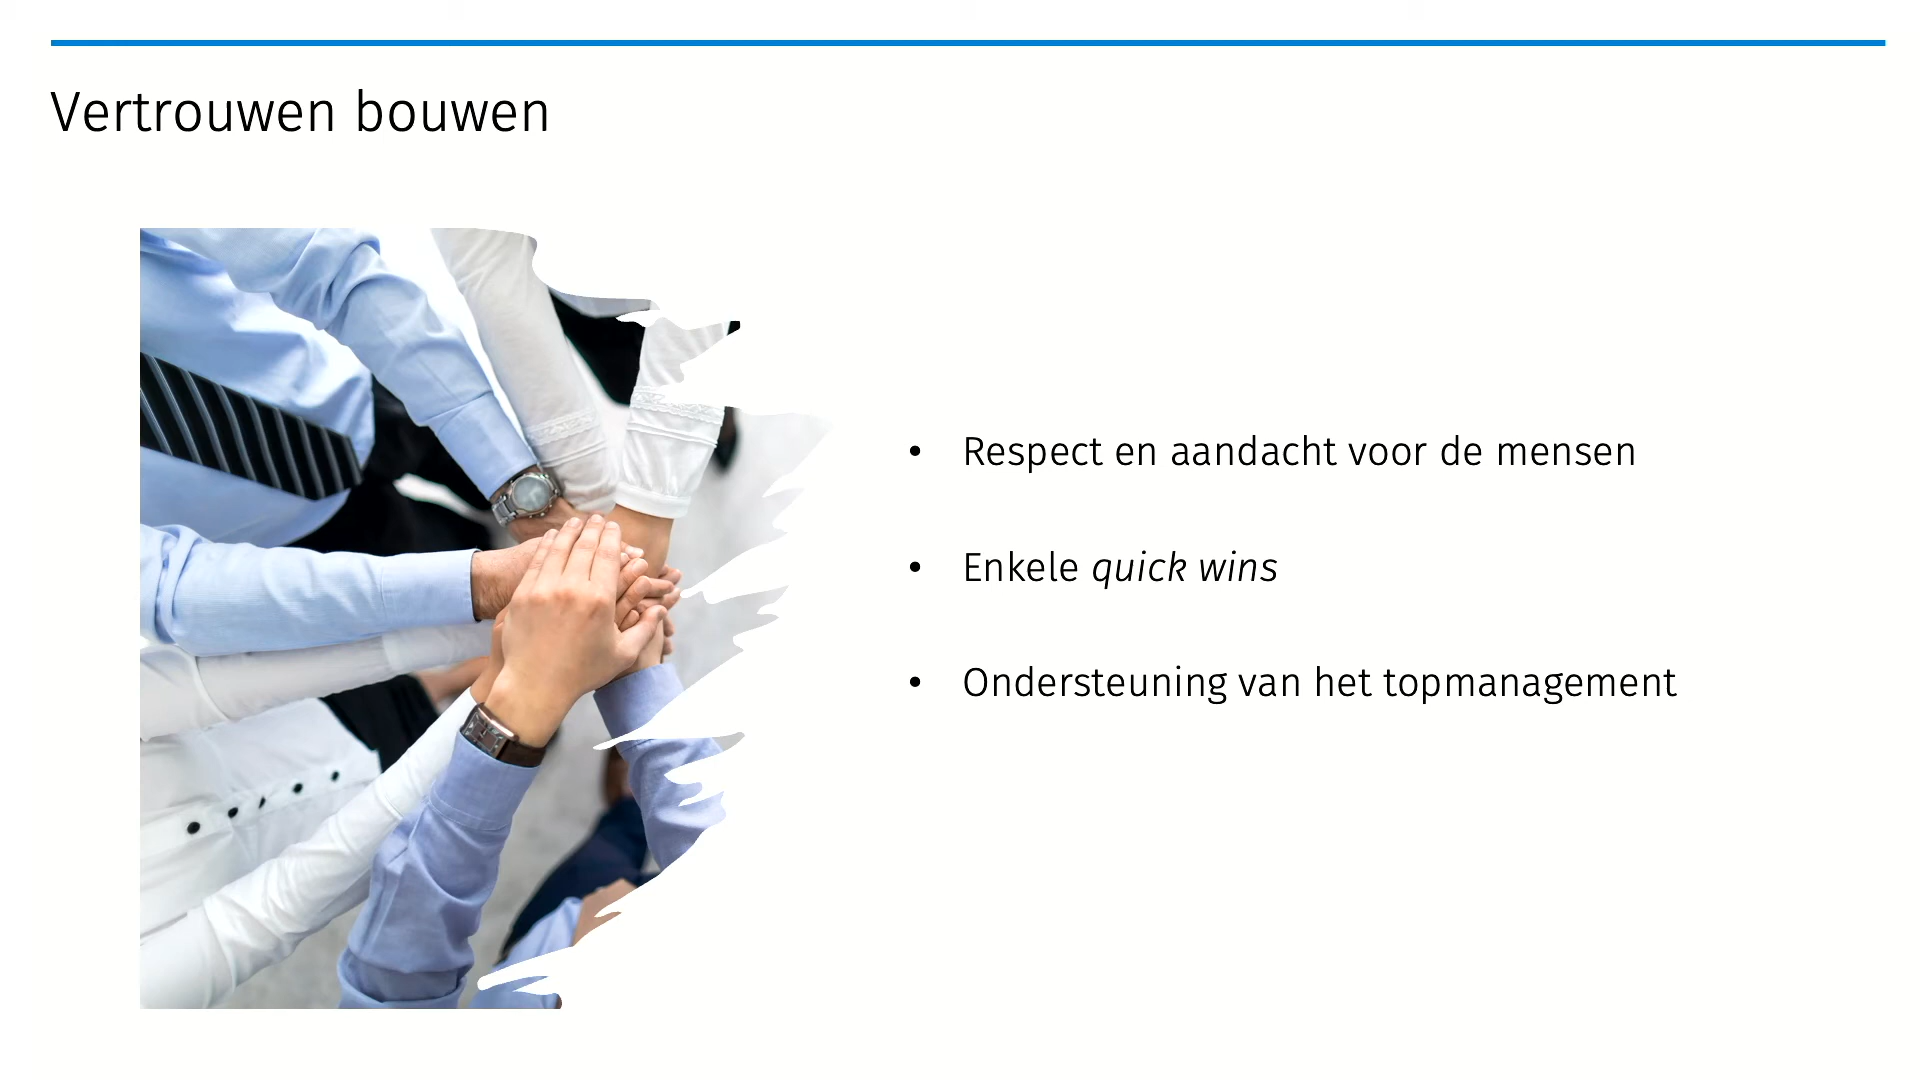 Vertrouwen bouwen
• Respect en aandacht voor de mensen
• Enkele quick wins
• Ondersteuning van het topmanagement